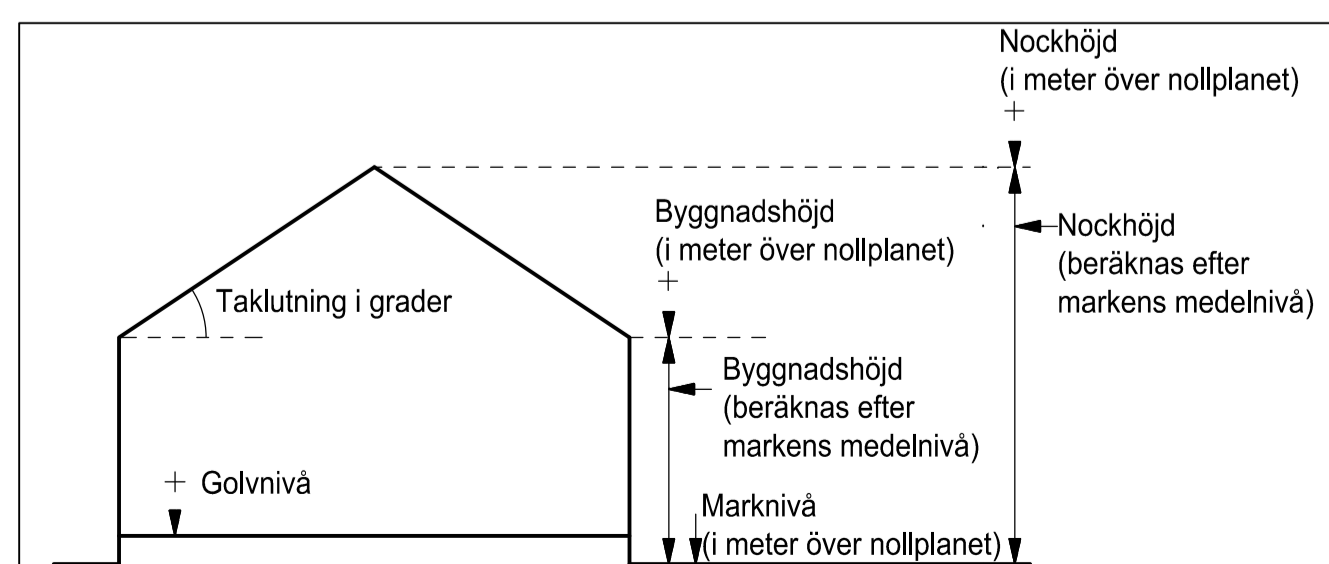 Nockhöjd
(i meter över nollplanet)
+
Byggnadshöjd
(i meter över nollplanet)
+
Nockhöjd
(beräknas efter
markens medelnivå)
Taklutning i grader
Byggnadshöjd
(beräknas efter
markens medelnivå)
+ Golvnivå
Marknivå
(i meter över nollplanet)